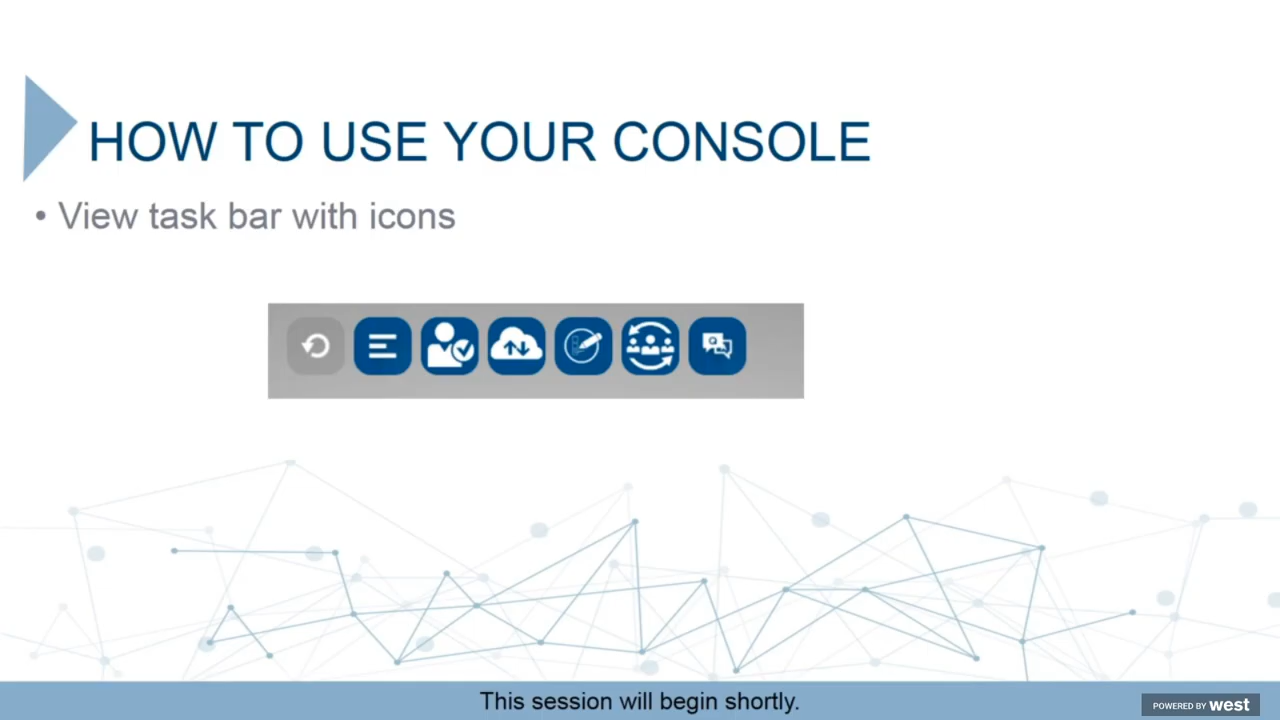 HOW TO USE YOUR CONSOLE
• View task bar with icons
This session will begin shortly.
POWERED BY west